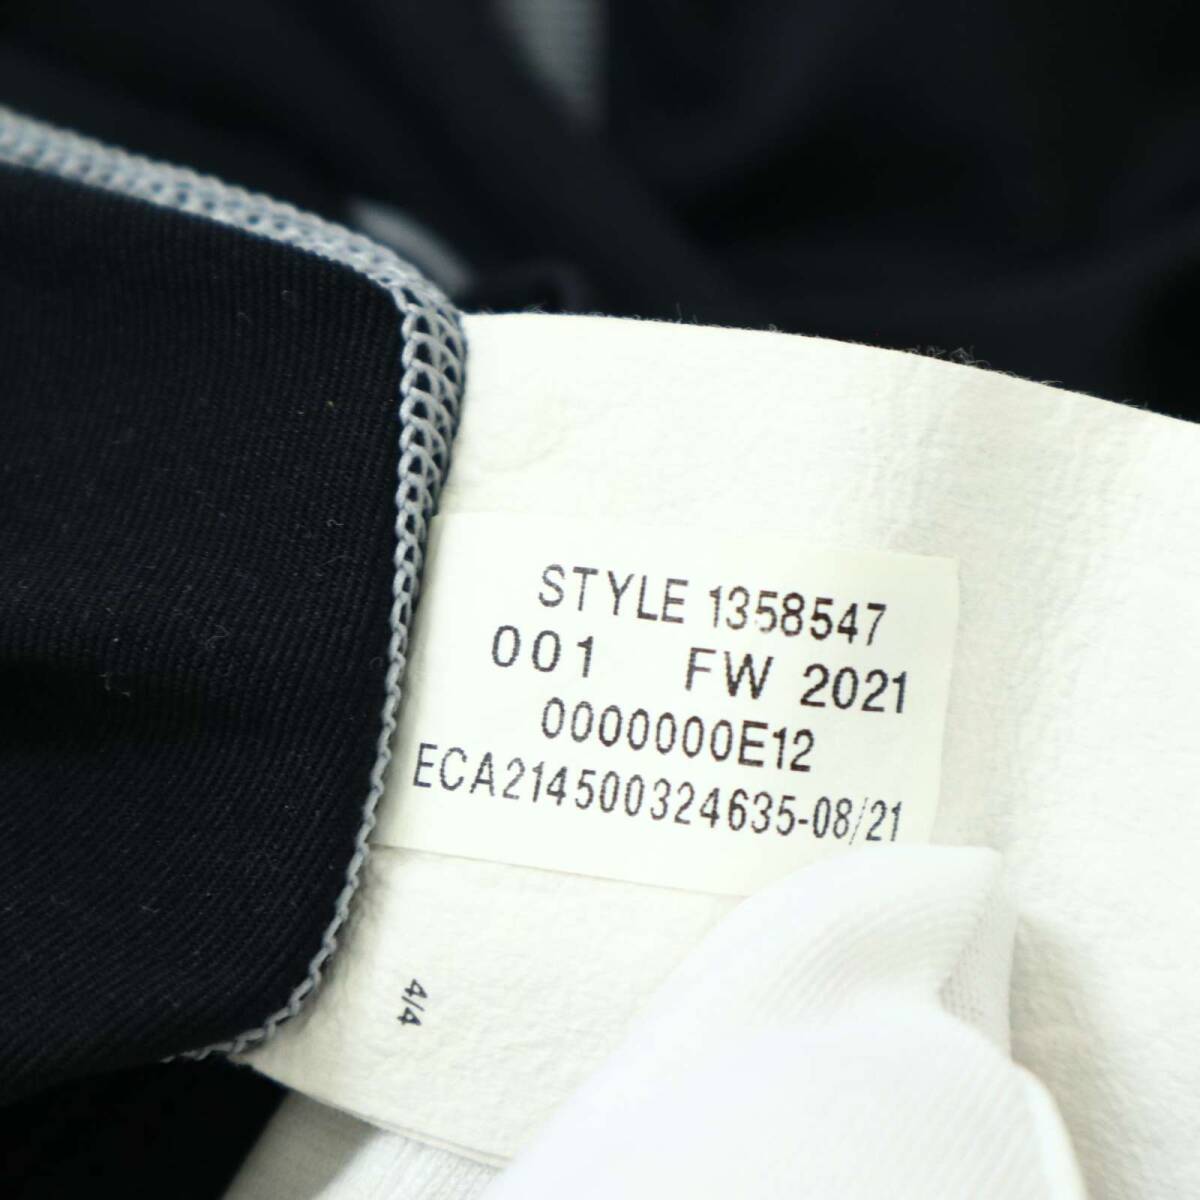 STYLE 1358547
001 FW 2021
0000000E12
ECA214500324635-08/21
4/4